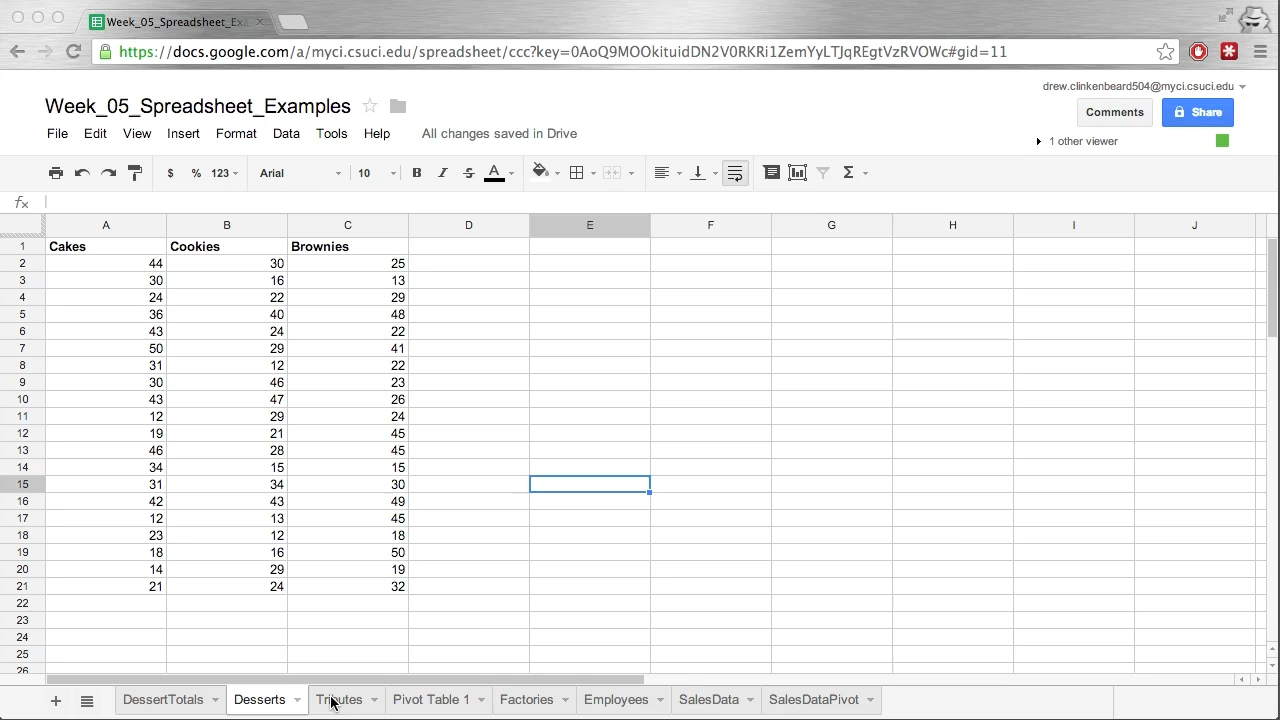 Week_05_Spreadsheet_Exa
https://docs.google.com/a/myci.csuci.edu/spreadsheet/ccc?key=0AoQ9MOOkituidDN2V0RKRi1ZemYyLTJqREgtVzRVOWc#gid=11
drew.clinkenbeard504@myci.csuci.edu
Week_05_Spreadsheet_Examples
Comments Share
File Edit View Insert Format Data Tools Help All changes saved in Drive
1 other viewer
$ % 123 Arial 10 B I S A Σ
fx
A B C D E F G H I J
1 Cakes Cookies Brownies
2 44 30 25
3 30 16 13
4 24 22 29
5 36 40 48
6 43 24 22
7 50 29 41
8 31 12 22
9 30 46 23
10 43 47 26
11 12 29 24
12 19 21 45
13 46 28 45
14 34 15 15
15 31 34 30
16 42 43 49
17 12 13 45
18 23 12 18
19 18 16 50
20 14 29 19
21 21 24 32
22
23
24
25
26
DessertTotals Desserts Tributes Pivot Table 1 Factories Employees SalesData SalesDataPivot